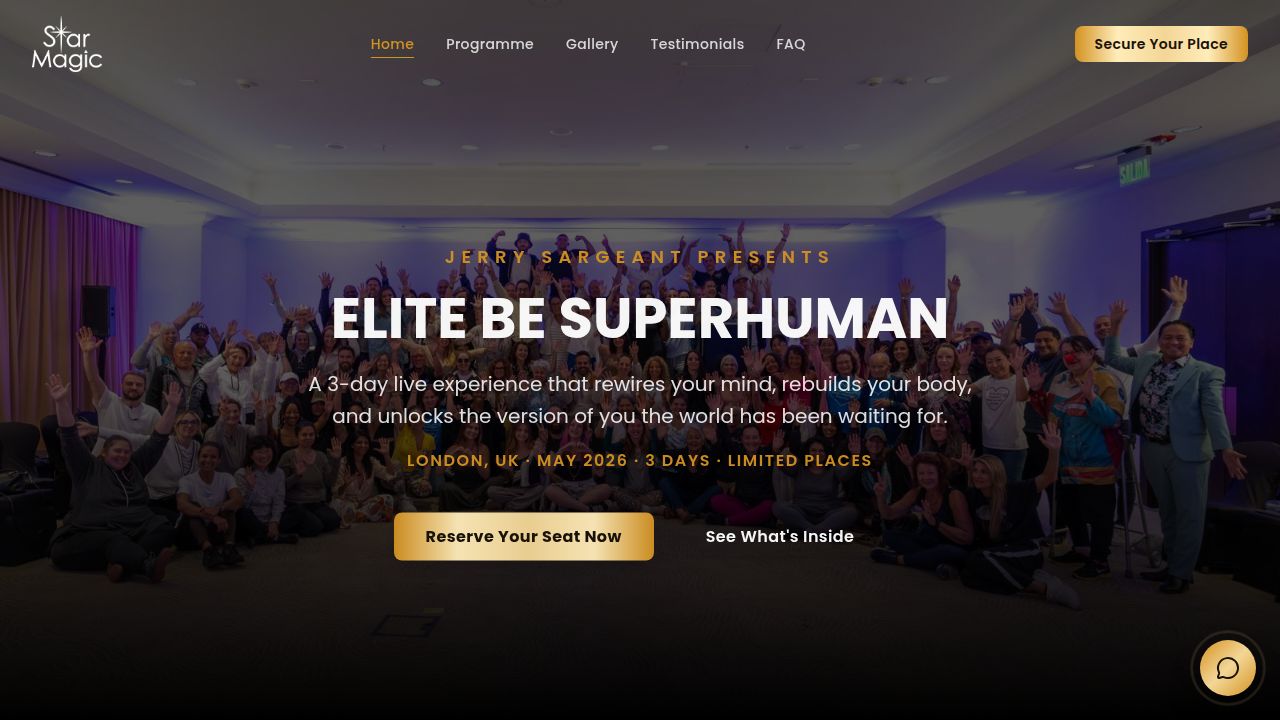 Star
Magic
Home
Programme
Gallery
Testimonials
FAQ
Secure Your Place
SALIDA
JERRY SARGEANT PRESENTS
ELITE BE SUPERHUMAN
A 3-day live experience that rewires your mind, rebuilds your body,
and unlocks the version of you the world has been waiting for.
LONDON, UK · MAY 2026 · 3 DAYS · LIMITED PLACES
Reserve Your Seat Now
See What's Inside